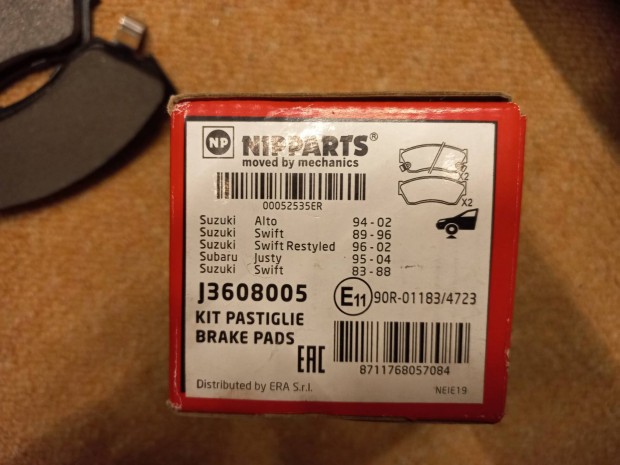 NP NIPPARTS®
moved by mechanics
00052535ER
Suzuki Alto 94 - 02
Suzuki Swift 89 - 96
Suzuki Swift Restyled 96 - 02
Subaru Justy 95 - 04
Suzuki Swift 83 - 88
X2
X2
J3608005
E11 90R-01183/4723
KIT PASTIGLIE
BRAKE PADS
EAC
8711768057084
Distributed by ERA S.r.l.
NEIE19